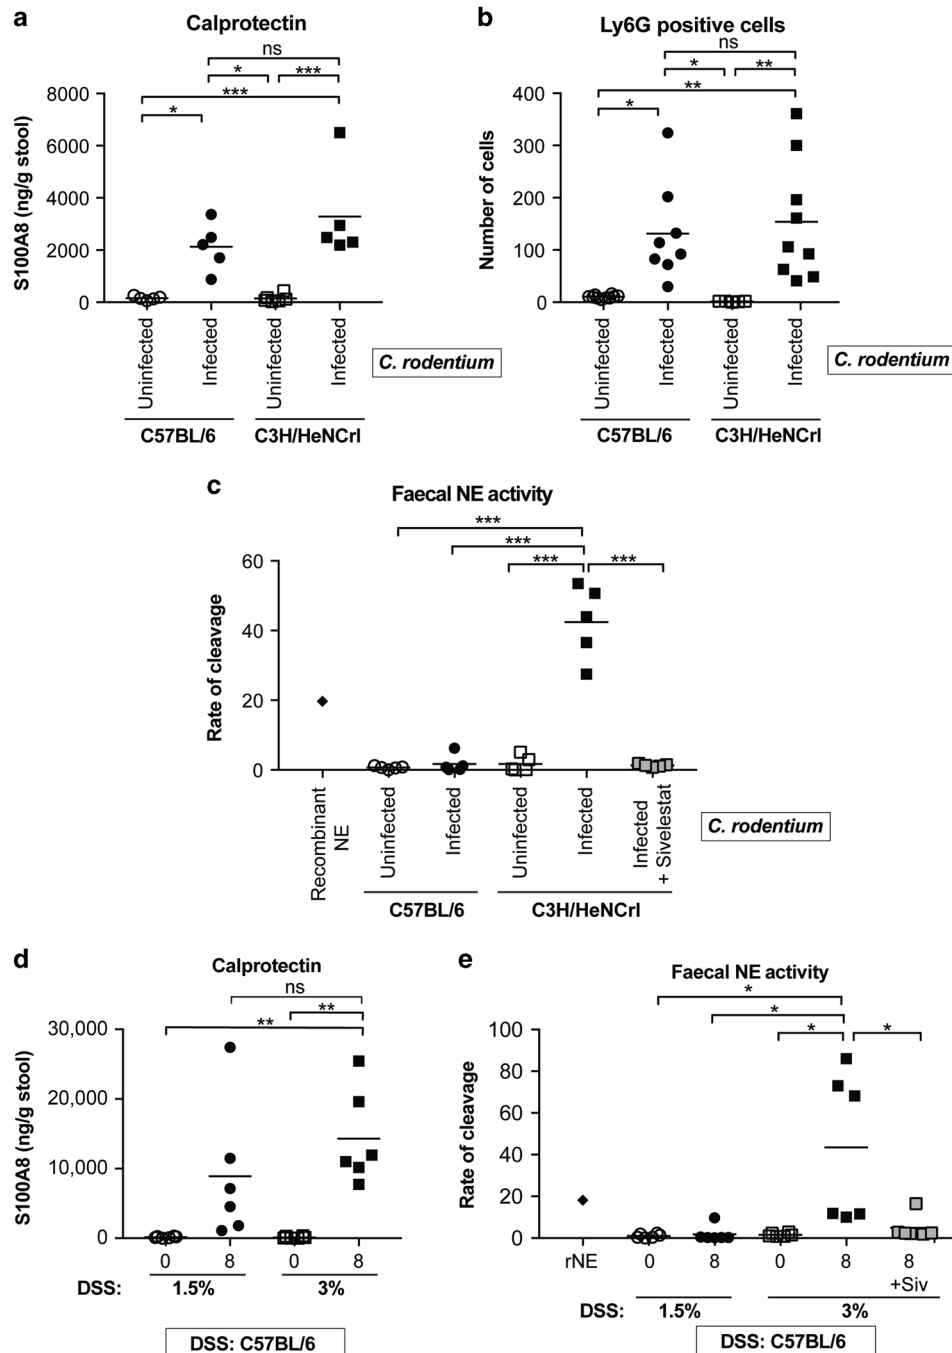 a
Calprotectin
ns
* ***
***
*
S100A8 (ng/g stool)
8000
6000
4000
2000
0
Uninfected
Infected
Uninfected
Infected
C. rodentium
C57BL/6
C3H/HeNCrl
b
Ly6G positive cells
ns
* **
**
*
Number of cells
400
300
200
100
0
Uninfected
Infected
Uninfected
Infected
C. rodentium
C57BL/6
C3H/HeNCrl
c
Faecal NE activity
***
***
*** ***
Rate of cleavage
60
40
20
0
Recombinant
NE
Uninfected
Infected
Uninfected
Infected
Infected
+ Sivelestat
C. rodentium
C57BL/6
C3H/HeNCrl
d
Calprotectin
ns
**
**
S100A8 (ng/g stool)
30,000
20,000
10,000
0
0 8 0 8
DSS: 1.5% 3%
DSS: C57BL/6
e
Faecal NE activity
*
*
* *
Rate of cleavage
100
80
60
40
20
0
rNE 0 8 0 8 8
+Siv
DSS: 1.5% 3%
DSS: C57BL/6